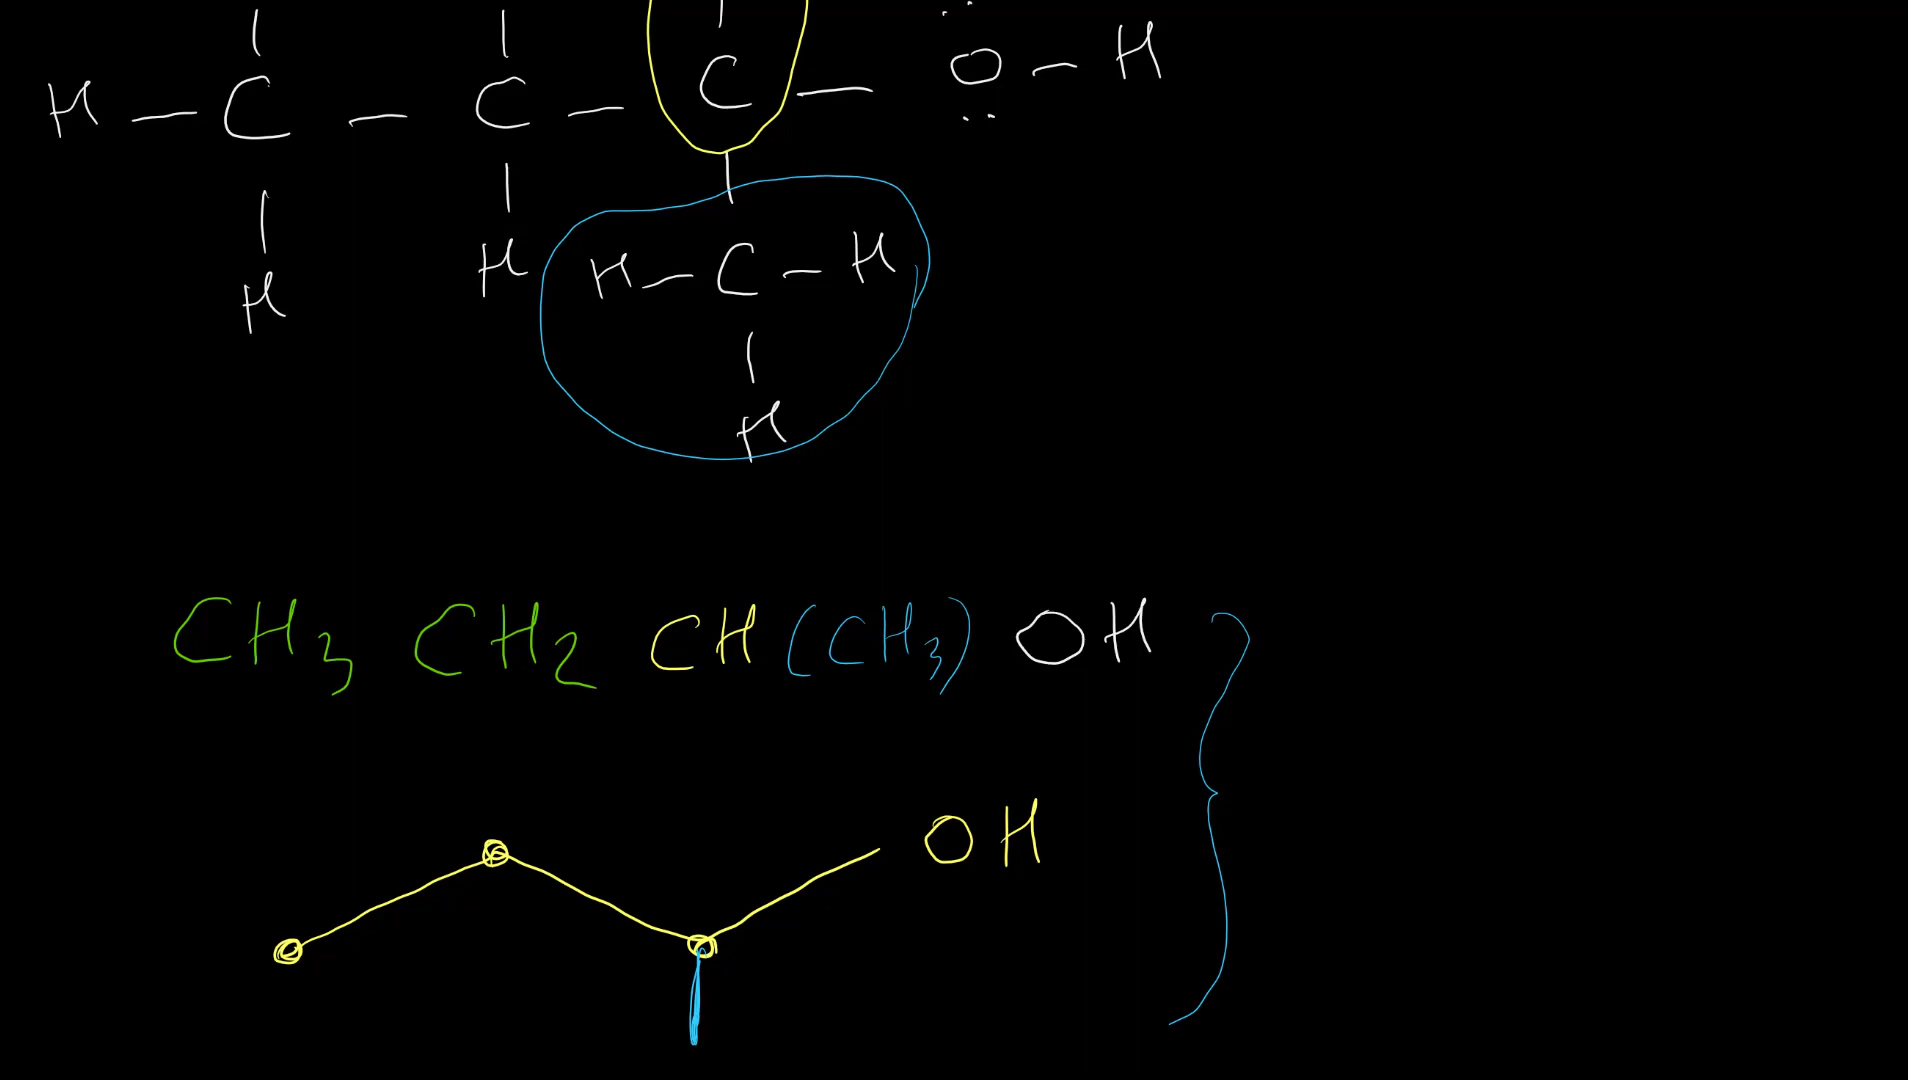 H - C - C - C - O - H
H H H - C - H
H
CH3 CH2 CH(CH3) OH
OH